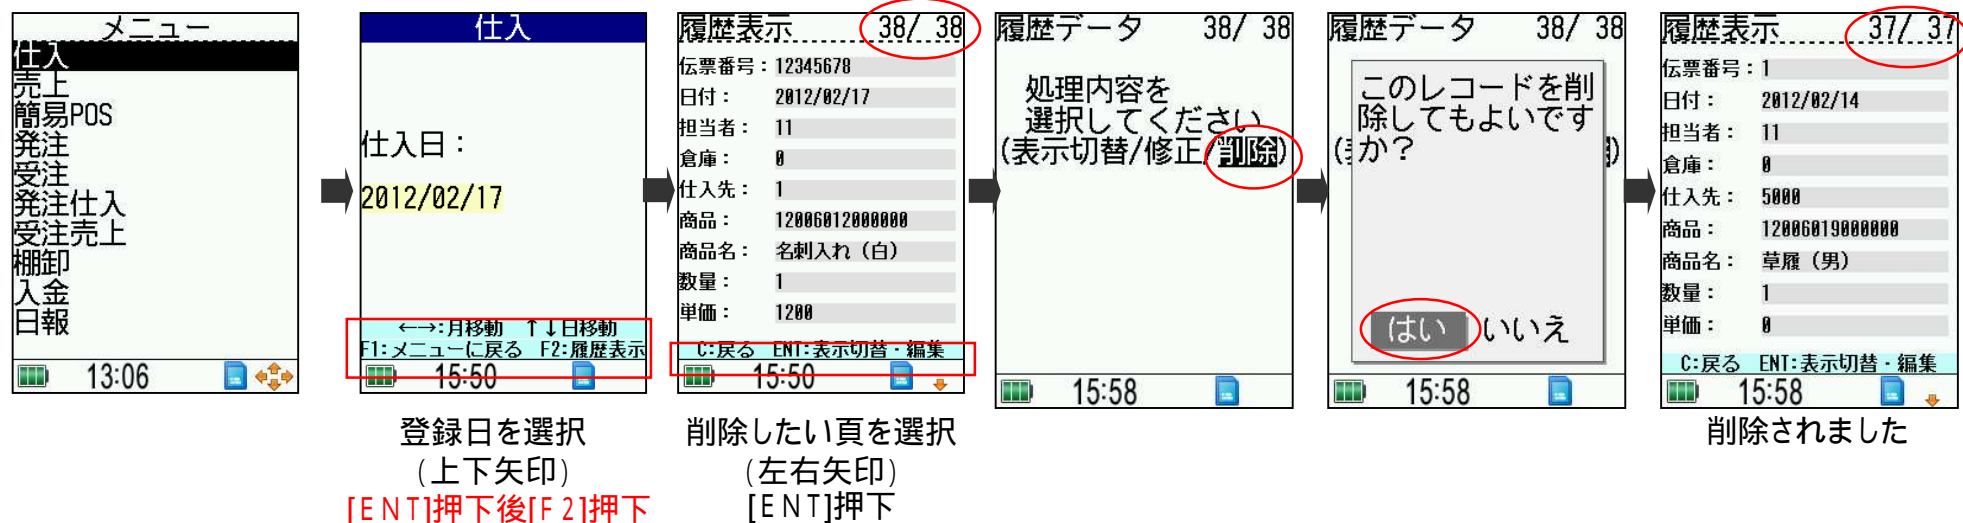 メニュー
仕入
売上
簡易POS
発注
受注
発注仕入
受注売上
棚卸
入金
日報
13:06
仕入
仕入日：
2012/02/17
←→:月移動　↑↓日移動
F1:メニューに戻る　F2:履歴表示
15:50
登録日を選択
(上下矢印)
[ENT]押下後[F2]押下
履歴表示 38/ 38
伝票番号：12345678
日付： 2012/02/17
担当者： 11
倉庫： 0
仕入先： 1
商品： 12006012000000
商品名： 名刺入れ（白）
数量： 1
単価： 1200
C:戻る　ENT:表示切替・編集
15:50
削除したい頁を選択
(左右矢印)
[ENT]押下
履歴データ 38/ 38
処理内容を
選択してください
(表示切替/修正/削除)
15:58
履歴データ 38/ 38
このレコードを削
除してもよいです
か？
はい いいえ
15:58
履歴表示 37/ 37
伝票番号：1
日付： 2012/02/14
担当者： 11
倉庫： 0
仕入先： 5000
商品： 12006019000000
商品名： 草履（男）
数量： 1
単価： 0
C:戻る　ENT:表示切替・編集
15:58
削除されました